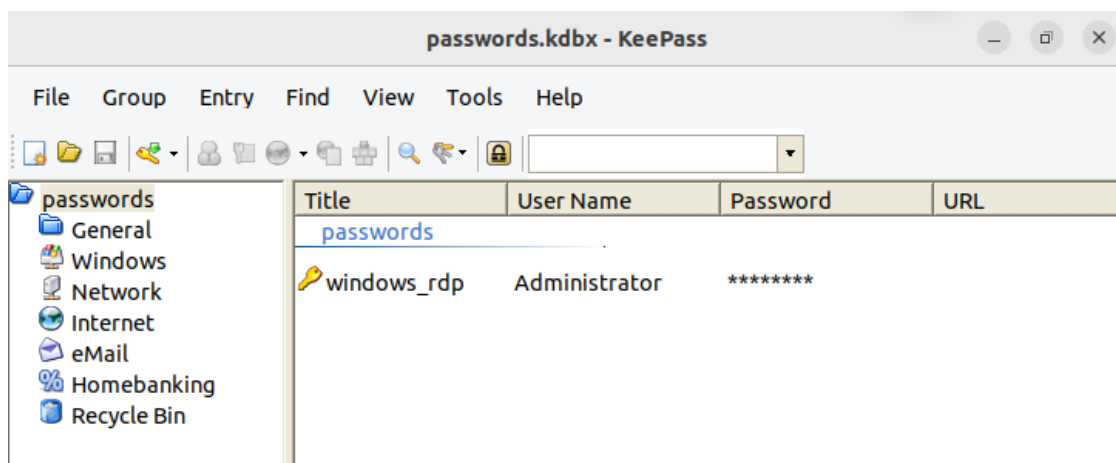 passwords.kdbx - KeePass
File Group Entry Find View Tools Help
passwords
General
Windows
Network
Internet
eMail
Homebanking
Recycle Bin
Title User Name Password URL
passwords
windows_rdp Administrator ********